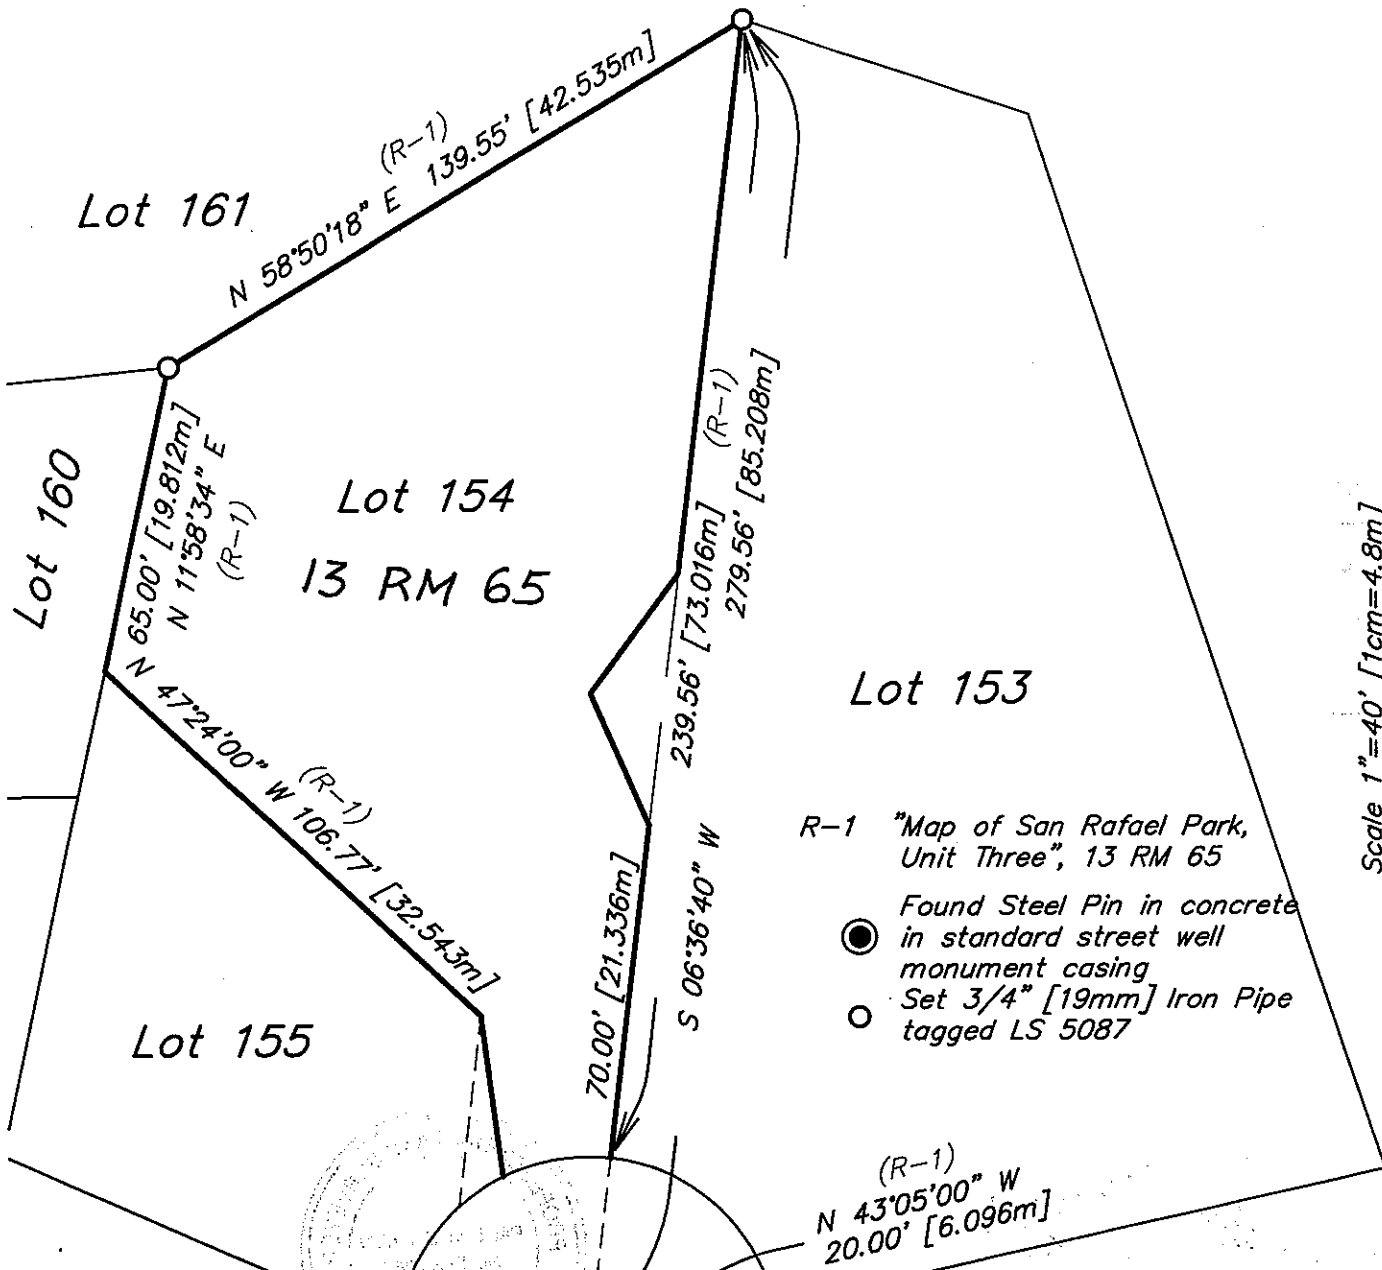 (R-1)
N 58°50'18" E 139.55' [42.535m]
Lot 161
Lot 160
65.00' [19.812m]
N 11°58'34" E
(R-1)
Lot 154
13 RM 65
(R-1)
239.56' [73.016m]
279.56' [85.208m]
Lot 153
Scale 1"=40' [1cm=4.8m]
(R-1)
N 47°24'00" W 106.77' [32.543m]
70.00' [21.336m]
S 06°36'40" W
R-1 "Map of San Rafael Park,
Unit Three", 13 RM 65
Found Steel Pin in concrete
in standard street well
monument casing
Set 3/4" [19mm] Iron Pipe
tagged LS 5087
Lot 155
(R-1)
N 43°05'00" W
20.00' [6.096m]